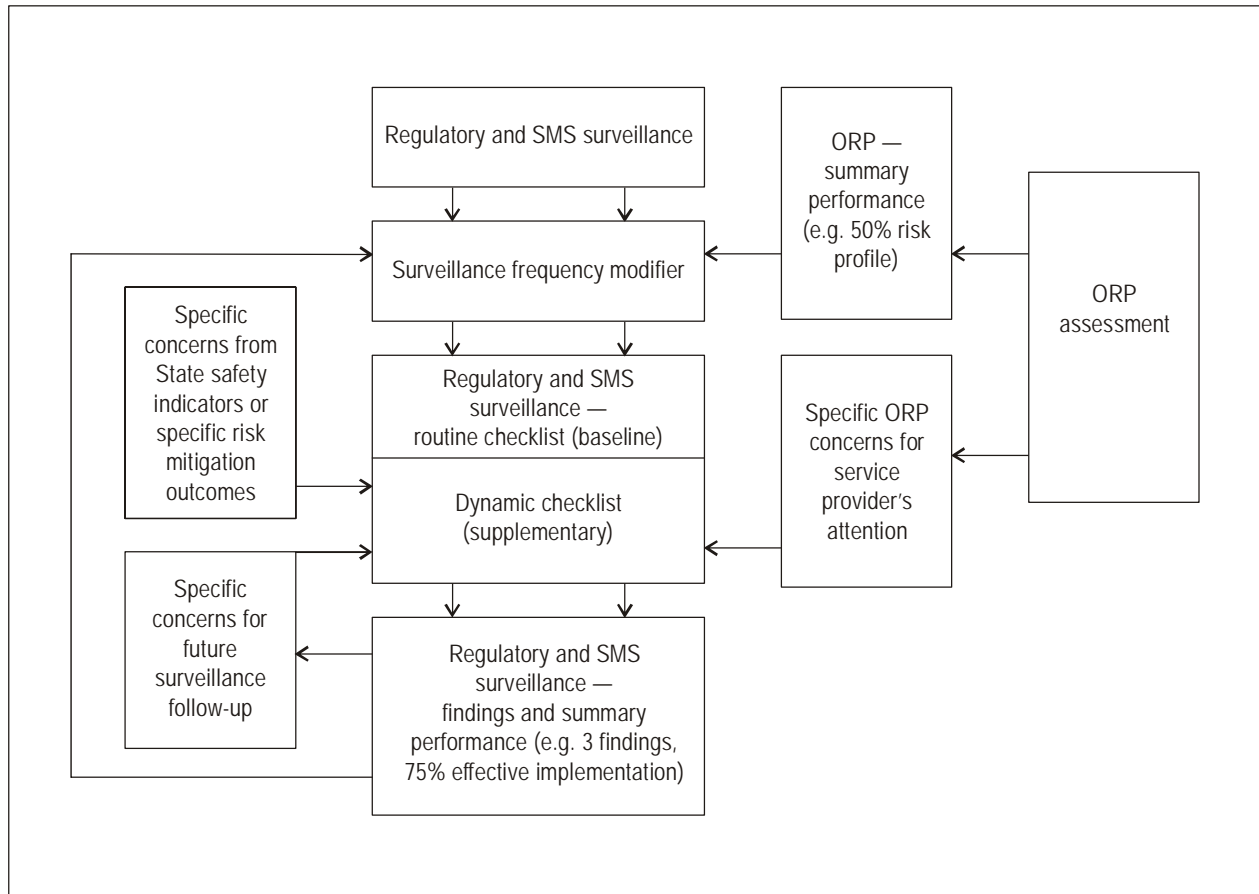 Regulatory and SMS surveillance
ORP —
summary
performance
(e.g. 50% risk
profile)
ORP
assessment
Surveillance frequency modifier
Specific
concerns from
State safety
indicators or
specific risk
mitigation
outcomes
Regulatory and SMS
surveillance —
routine checklist (baseline)
Dynamic checklist
(supplementary)
Specific ORP
concerns for
service
provider's
attention
Specific
concerns for
future
surveillance
follow-up
Regulatory and SMS
surveillance —
findings and summary
performance (e.g. 3 findings,
75% effective implementation)